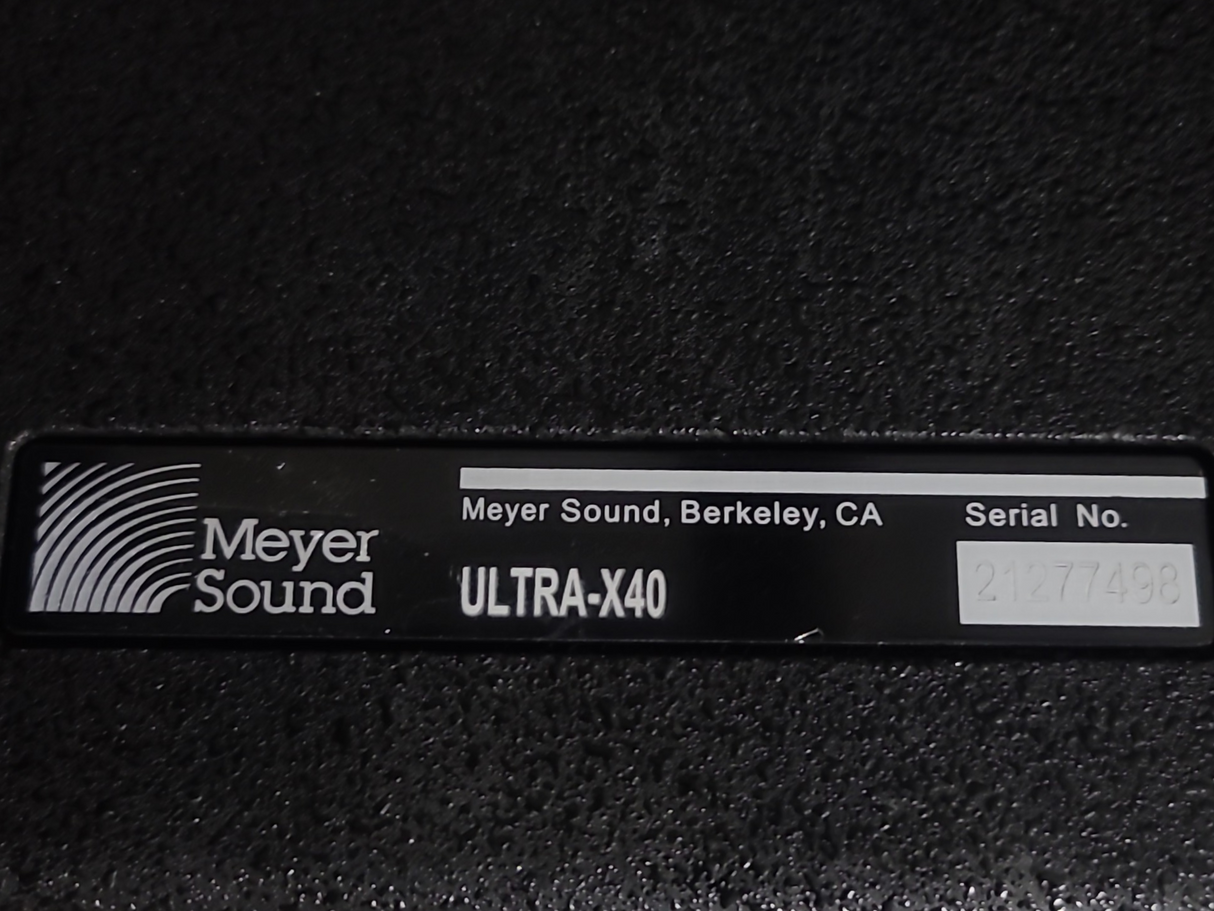 Meyer
Sound
Meyer Sound, Berkeley, CA
ULTRA-X40
Serial No.
21277498